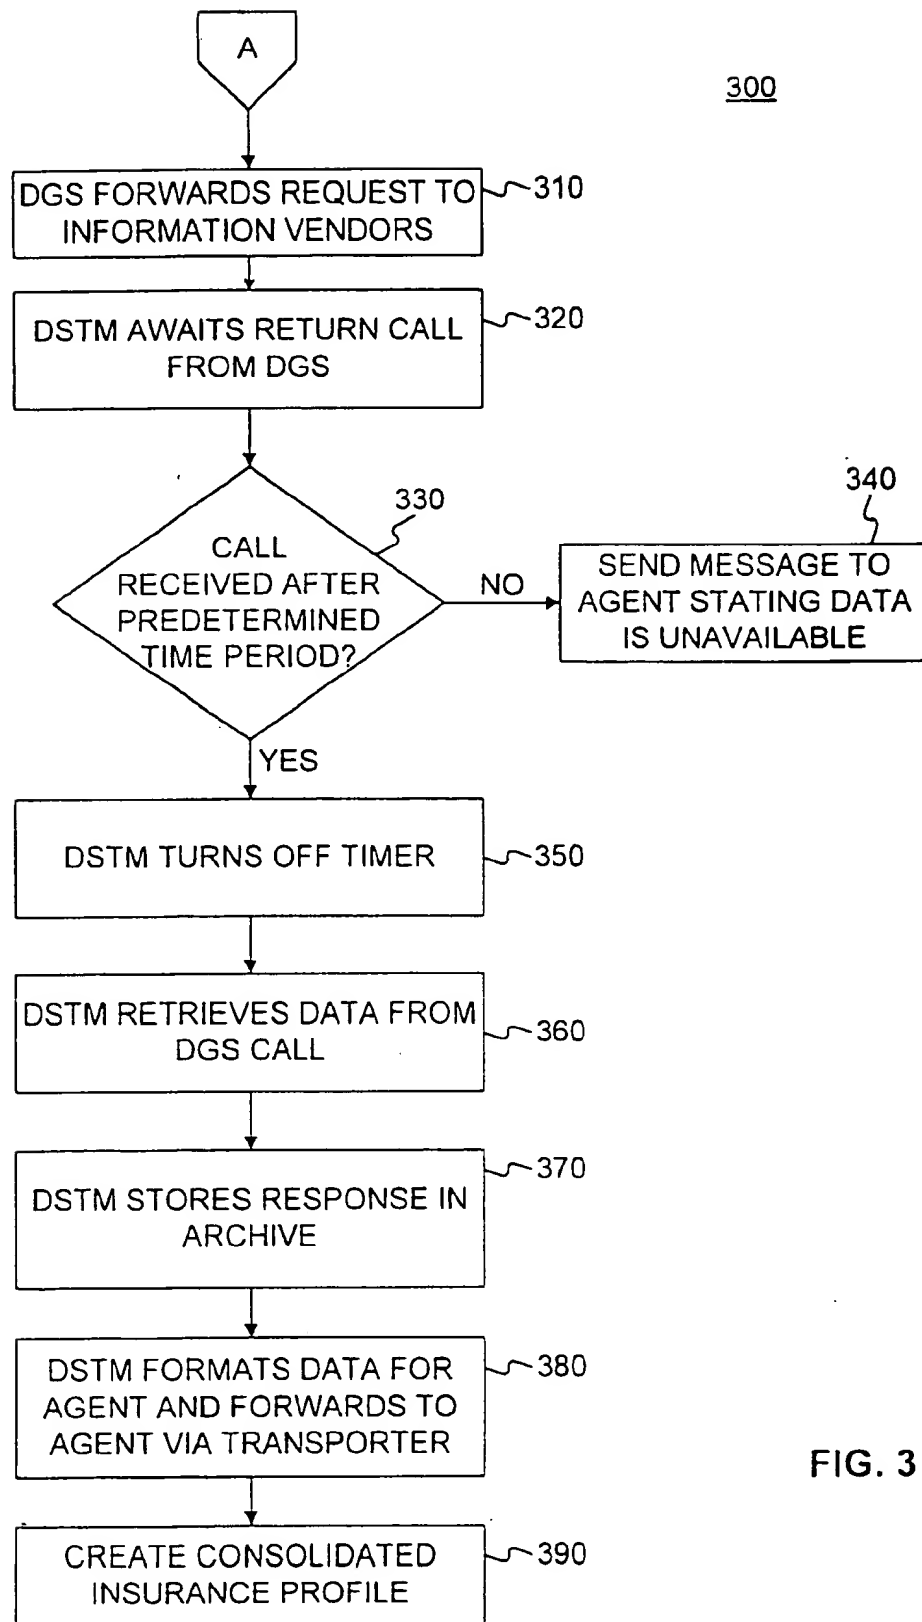 A
300
DGS FORWARDS REQUEST TO
INFORMATION VENDORS
310
DSTM AWAITS RETURN CALL
FROM DGS
320
330
CALL
RECEIVED AFTER
PREDETERMINED
TIME PERIOD?
NO
340
SEND MESSAGE TO
AGENT STATING DATA
IS UNAVAILABLE
YES
DSTM TURNS OFF TIMER
350
DSTM RETRIEVES DATA FROM
DGS CALL
360
DSTM STORES RESPONSE IN
ARCHIVE
370
DSTM FORMATS DATA FOR
AGENT AND FORWARDS TO
AGENT VIA TRANSPORTER
380
FIG. 3
CREATE CONSOLIDATED
INSURANCE PROFILE
390